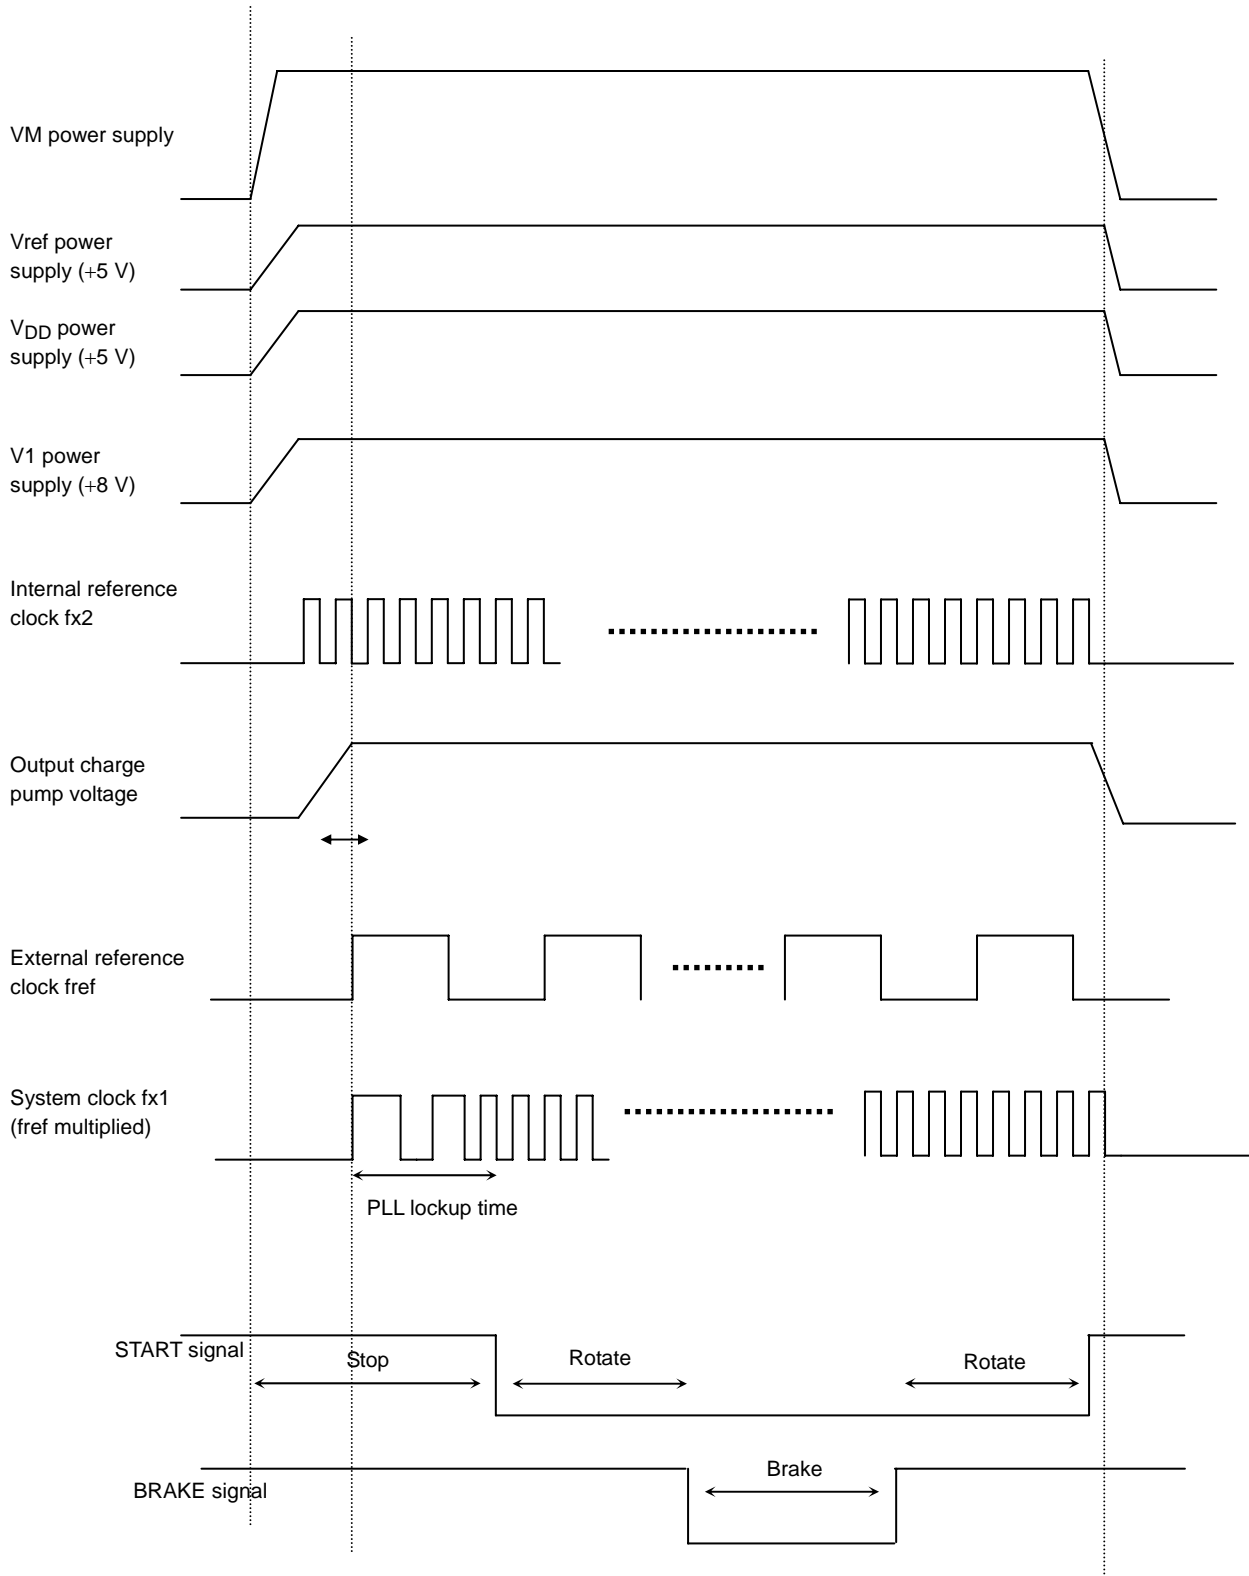 VM power supply
Vref power
supply (+5 V)
VDD power
supply (+5 V)
V1 power
supply (+8 V)
Internal reference
clock fx2
Output charge
pump voltage
External reference
clock fref
System clock fx1
(fref multiplied)
PLL lockup time
START signal
Stop
Rotate
Rotate
Brake
BRAKE signal